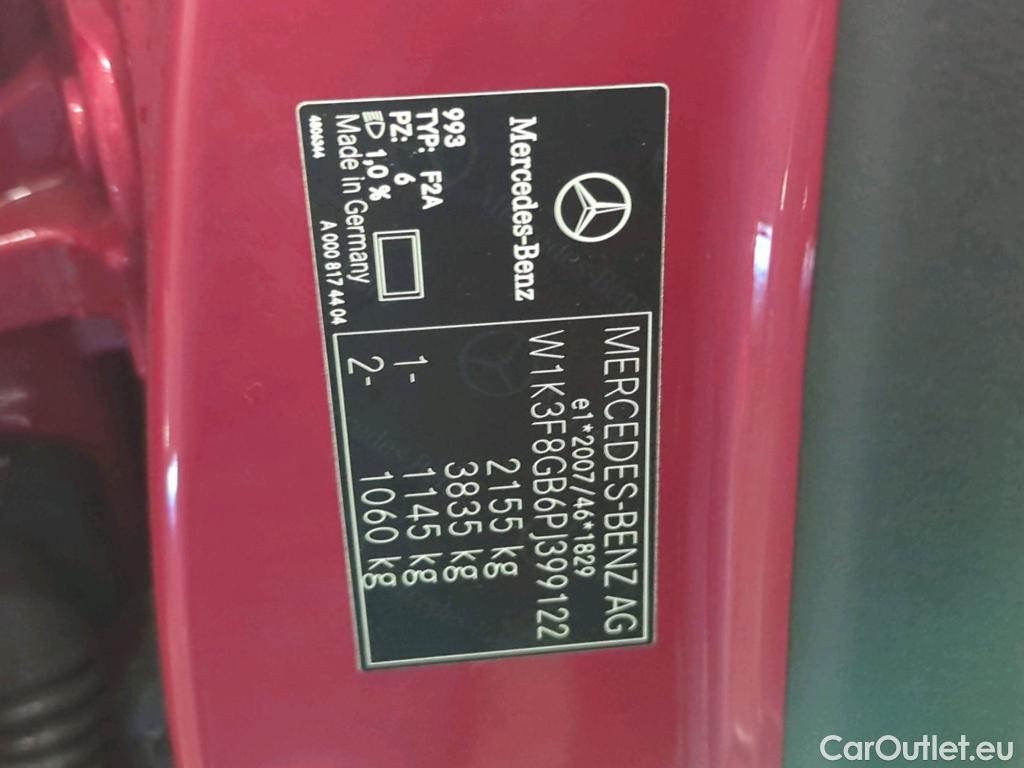 Mercedes-Benz
993
TYP: F2A
PZ: 6
1,0 %
Made in Germany
4806344 A 000 817 44 04
MERCEDES-BENZ AG
e1*2007/46*1829
W1K3F8GB6PJ399122
2155 kg
3835 kg
1- 1145 kg
2- 1060 kg
CarOutlet.eu